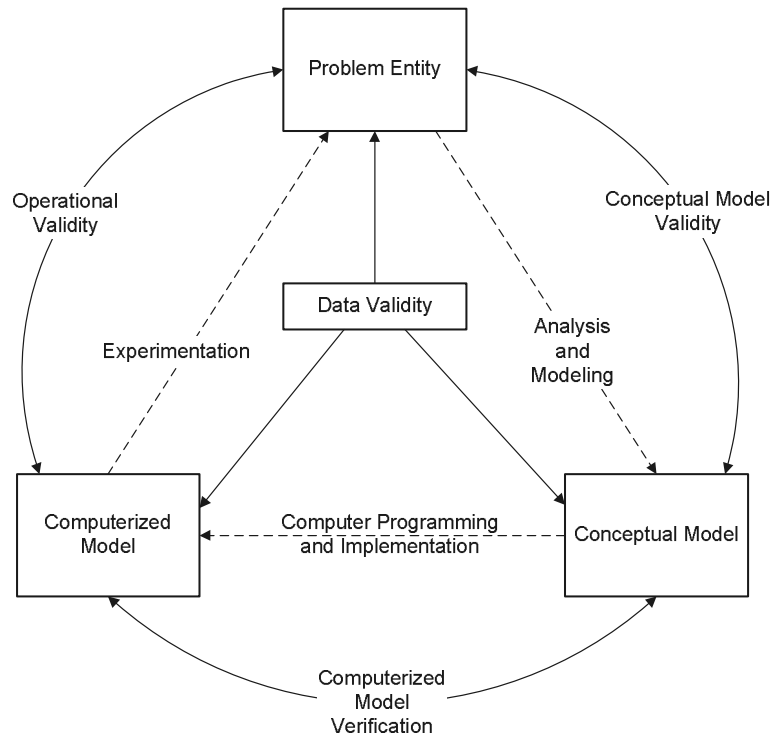 Problem Entity
Operational
Validity
Conceptual Model
Validity
Data Validity
Experimentation
Analysis
and
Modeling
Computerized
Model
Computer Programming
and Implementation
Conceptual Model
Computerized
Model
Verification